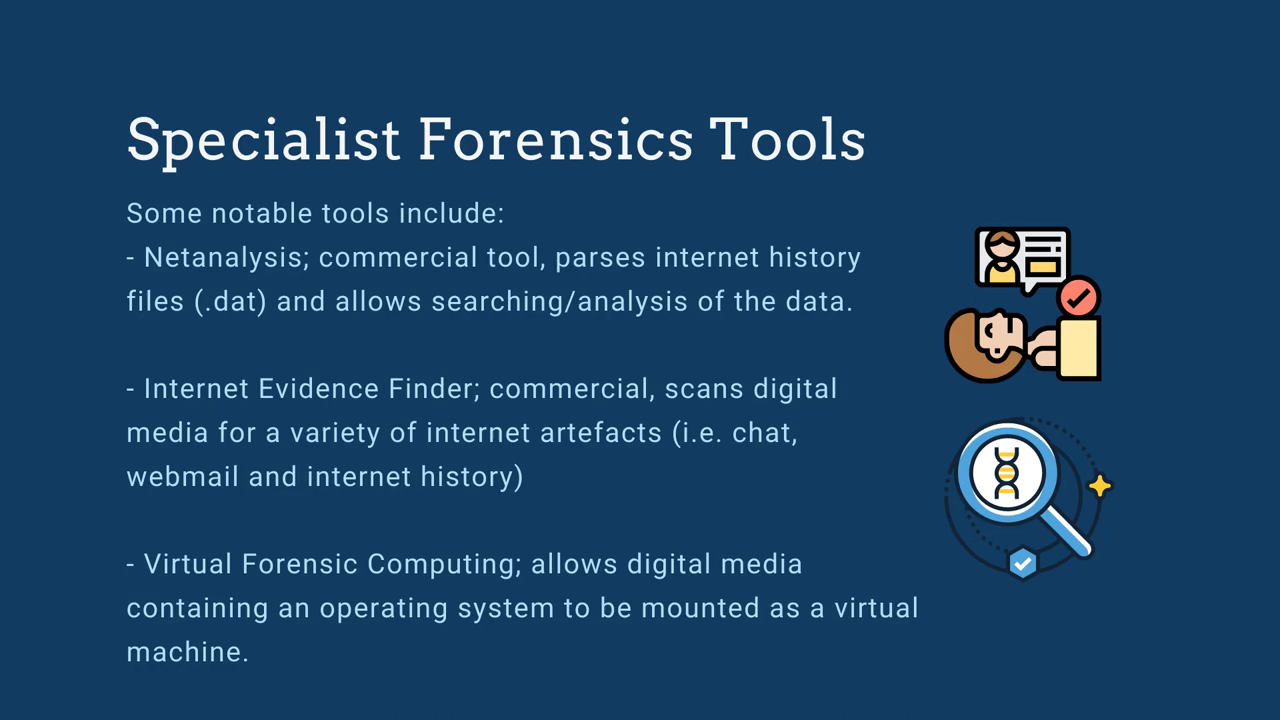 Specialist Forensics Tools
Some notable tools include:
- Netanalysis; commercial tool, parses internet history
files (.dat) and allows searching/analysis of the data.
- Internet Evidence Finder; commercial, scans digital
media for a variety of internet artefacts (i.e. chat,
webmail and internet history)
- Virtual Forensic Computing; allows digital media
containing an operating system to be mounted as a virtual
machine.